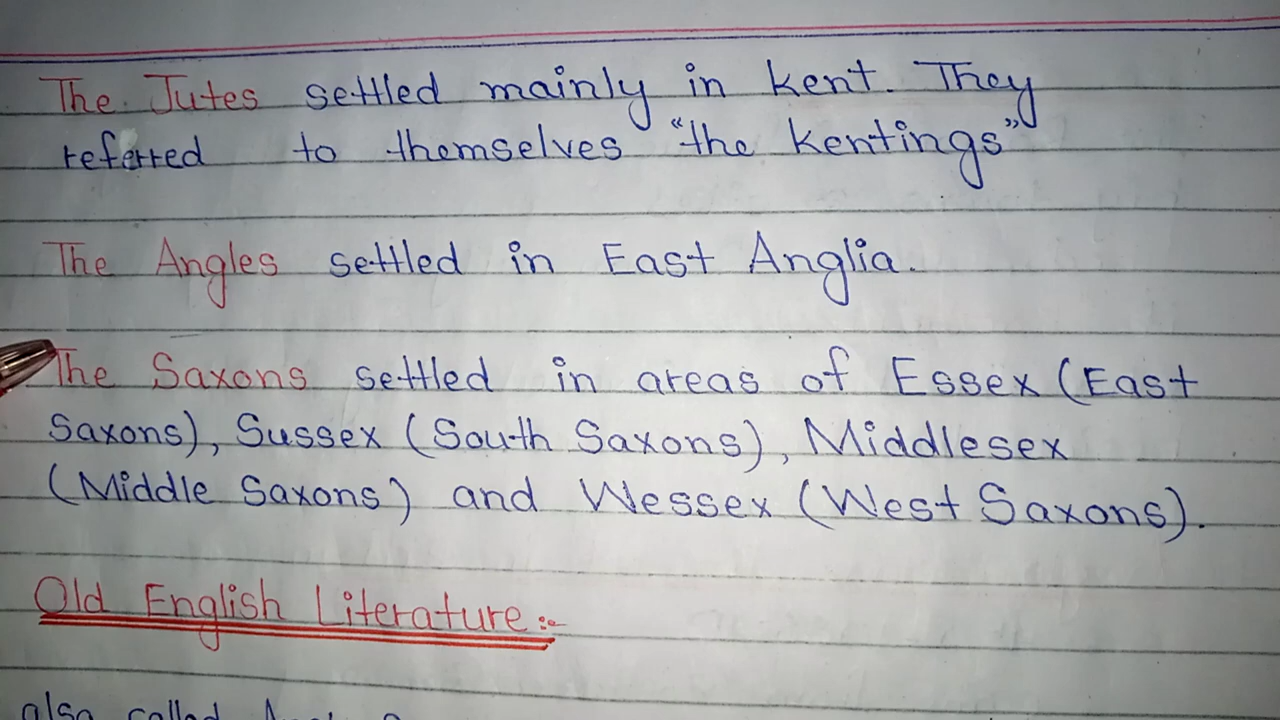 The Jutes settled mainly in Kent. They
referred to themselves "the Kentings"
The Angles settled in East Anglia.
The Saxons settled in areas of Essex (East
Saxons), Sussex (South Saxons), Middlesex
(Middle Saxons) and Wessex (West Saxons).
Old English Literature:-
also called